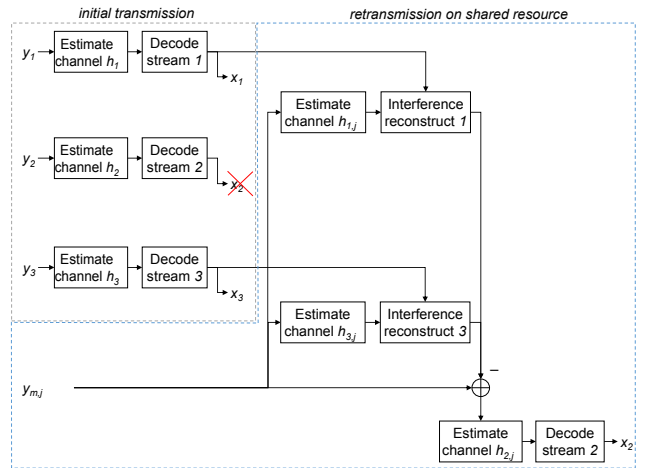 initial transmission
retransmission on shared resource
y1
Estimate
channel h1
Decode
stream 1
x1
Estimate
channel h1,j
Interference
reconstruct 1
y2
Estimate
channel h2
Decode
stream 2
x2
y3
Estimate
channel h3
Decode
stream 3
x3
Estimate
channel h3,j
Interference
reconstruct 3
–
ym,j
Estimate
channel h2,j
Decode
stream 2
x2